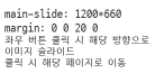 main-slide: 1200*660
margin: 0 0 20 0
좌우 버튼 클릭 시 해당 방향으로
이미지 슬라이드
클릭 시 해당 페이지로 이동